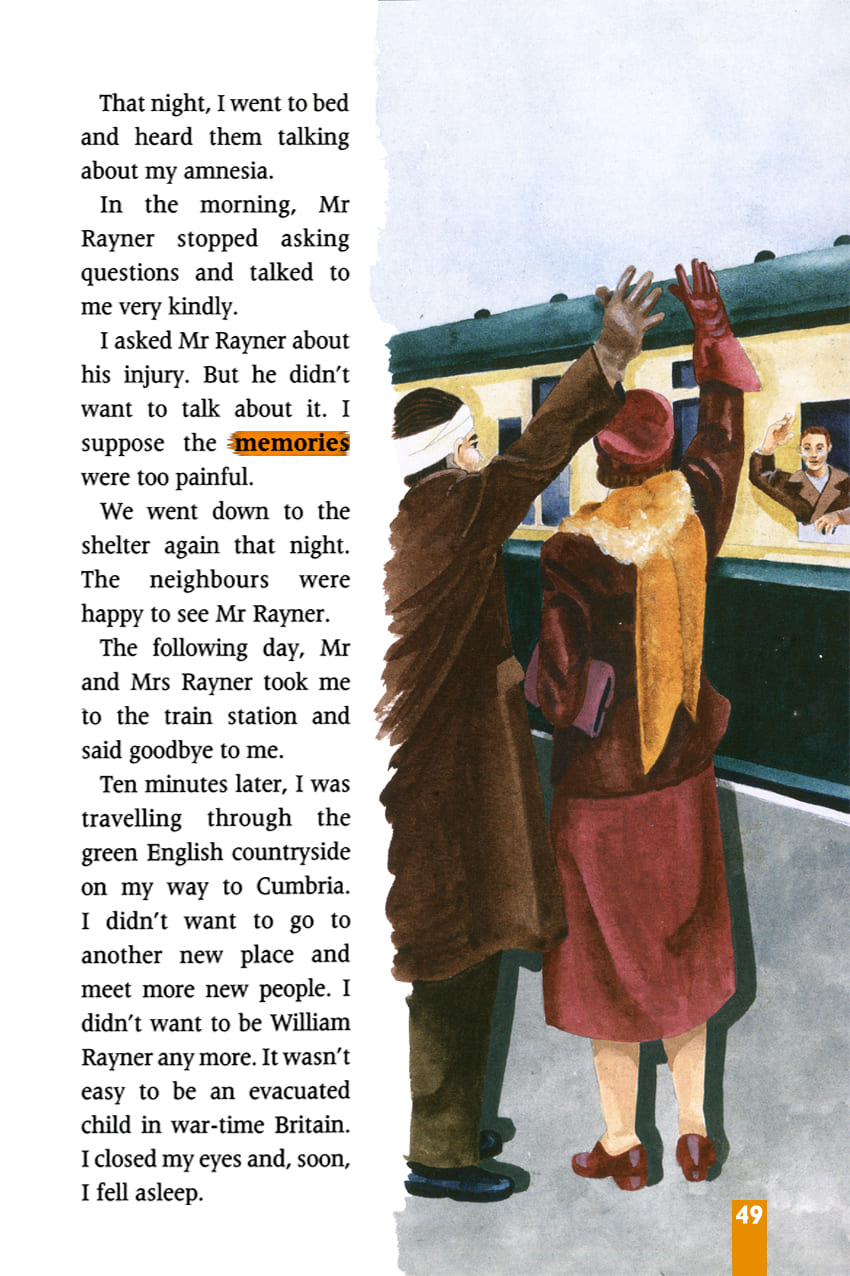 That night, I went to bed
and heard them talking
about my amnesia.
In the morning, Mr
Rayner stopped asking
questions and talked to
me very kindly.
I asked Mr Rayner about
his injury. But he didn't
want to talk about it. I
suppose the memories
were too painful.
We went down to the
shelter again that night.
The neighbours were
happy to see Mr Rayner.
The following day, Mr
and Mrs Rayner took me
to the train station and
said goodbye to me.
Ten minutes later, I was
travelling through the
green English countryside
on my way to Cumbria.
I didn't want to go to
another new place and
meet more new people. I
didn't want to be William
Rayner any more. It wasn't
easy to be an evacuated
child in war-time Britain.
I closed my eyes and, soon,
I fell asleep.
49